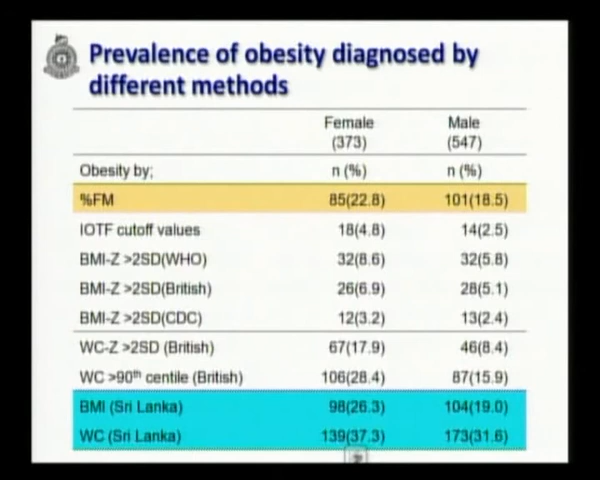 Prevalence of obesity diagnosed by
different methods
Female Male
(373) (547)
Obesity by; n (%) n (%)
%FM 85(22.8) 101(18.5)
IOTF cutoff values 18(4.8) 14(2.5)
BMI-Z >2SD(WHO) 32(8.6) 32(5.8)
BMI-Z >2SD(British) 26(6.9) 28(5.1)
BMI-Z >2SD(CDC) 12(3.2) 13(2.4)
WC-Z >2SD (British) 67(17.9) 46(8.4)
WC >90th centile (British) 106(28.4) 87(15.9)
BMI (Sri Lanka) 98(26.3) 104(19.0)
WC (Sri Lanka) 139(37.3) 173(31.6)